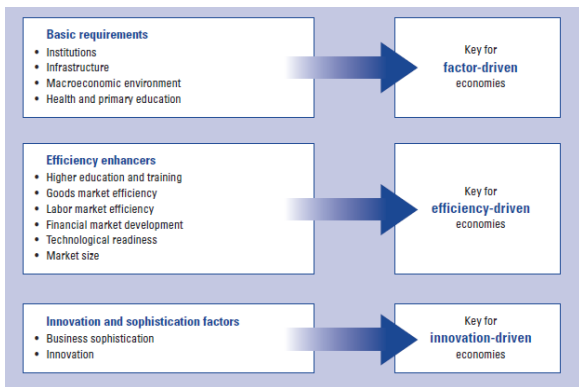 Basic requirements
• Institutions
• Infrastructure
• Macroeconomic environment
• Health and primary education
Key for
factor-driven
economies
Efficiency enhancers
• Higher education and training
• Goods market efficiency
• Labor market efficiency
• Financial market development
• Technological readiness
• Market size
Key for
efficiency-driven
economies
Innovation and sophistication factors
• Business sophistication
• Innovation
Key for
innovation-driven
economies